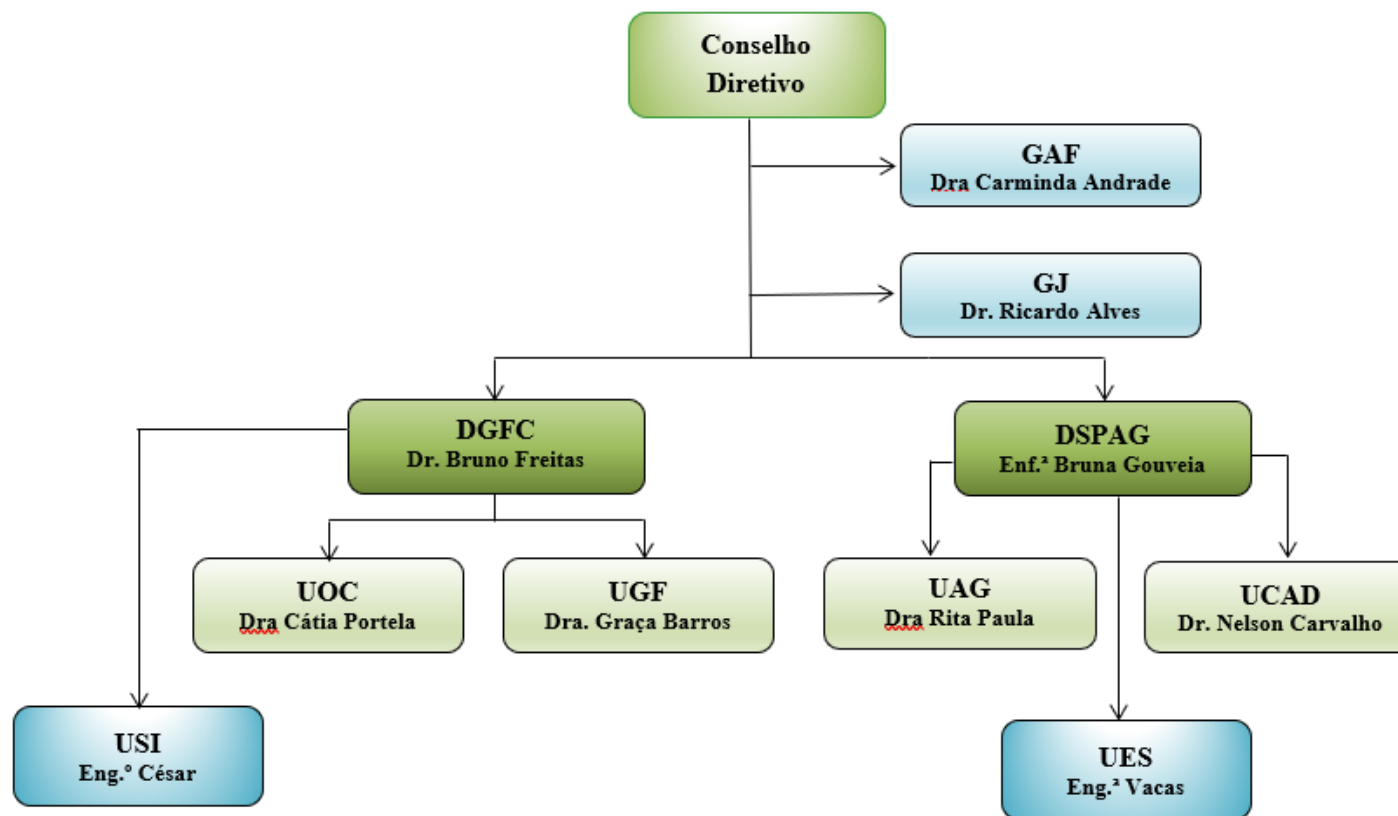 Conselho
Diretivo
GAF
Dra Carminda Andrade
GJ
Dr. Ricardo Alves
DGFC
Dr. Bruno Freitas
DSPAG
Enf.ª Bruna Gouveia
UOC
Dra Cátia Portela
UGF
Dra. Graça Barros
UAG
Dra Rita Paula
UCAD
Dr. Nelson Carvalho
USI
Eng.º César
UES
Eng.ª Vacas